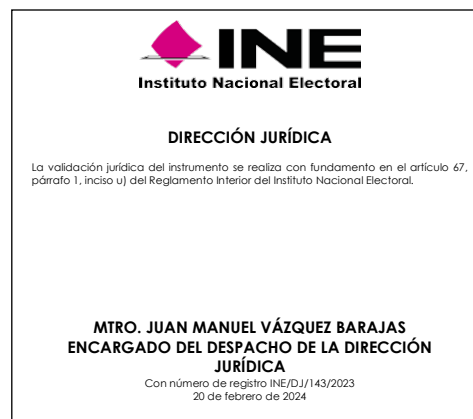 INE
Instituto Nacional Electoral
DIRECCIÓN JURÍDICA
La validación jurídica del instrumento se realiza con fundamento en el artículo 67,
párrafo 1, inciso u) del Reglamento Interior del Instituto Nacional Electoral.
MTRO. JUAN MANUEL VÁZQUEZ BARAJAS
ENCARGADO DEL DESPACHO DE LA DIRECCIÓN
JURÍDICA
Con número de registro INE/DJ/143/2023
20 de febrero de 2024